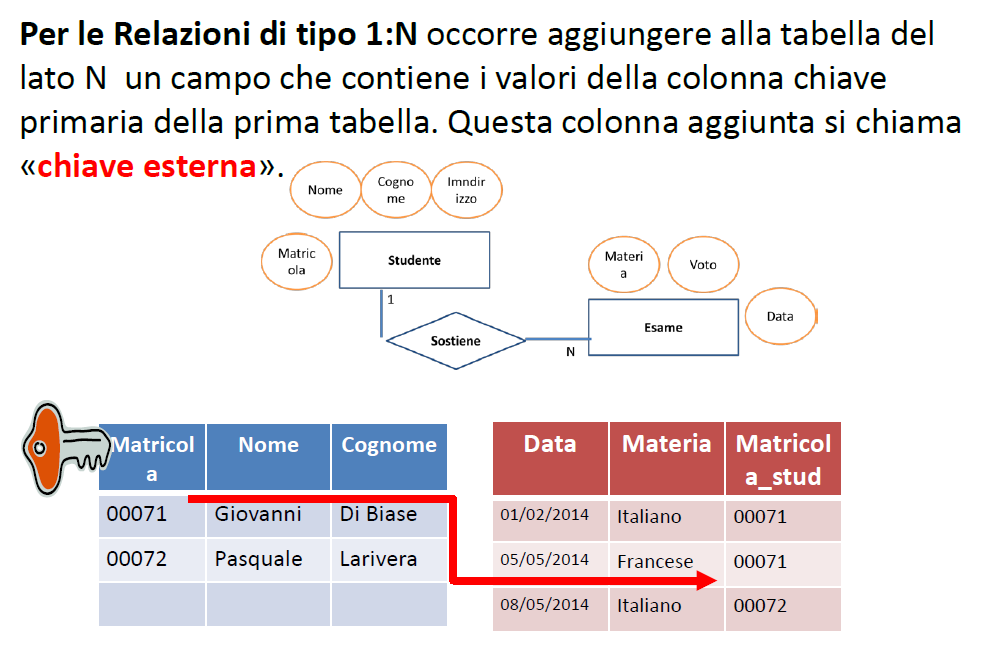 Per le Relazioni di tipo 1:N occorre aggiungere alla tabella del
lato N un campo che contiene i valori della colonna chiave
primaria della prima tabella. Questa colonna aggiunta si chiama
«chiave esterna».
Nome
Cogno
me
Imndir
izzo
Matric
ola
Studente
Materi
a
Voto
1
Data
Esame
Sostiene
N
Matricol
a
Nome
Cognome
00071
Giovanni
Di Biase
00072
Pasquale
Larivera
Data
Materia
Matricol
a_stud
01/02/2014
Italiano
00071
05/05/2014
Francese
00071
08/05/2014
Italiano
00072